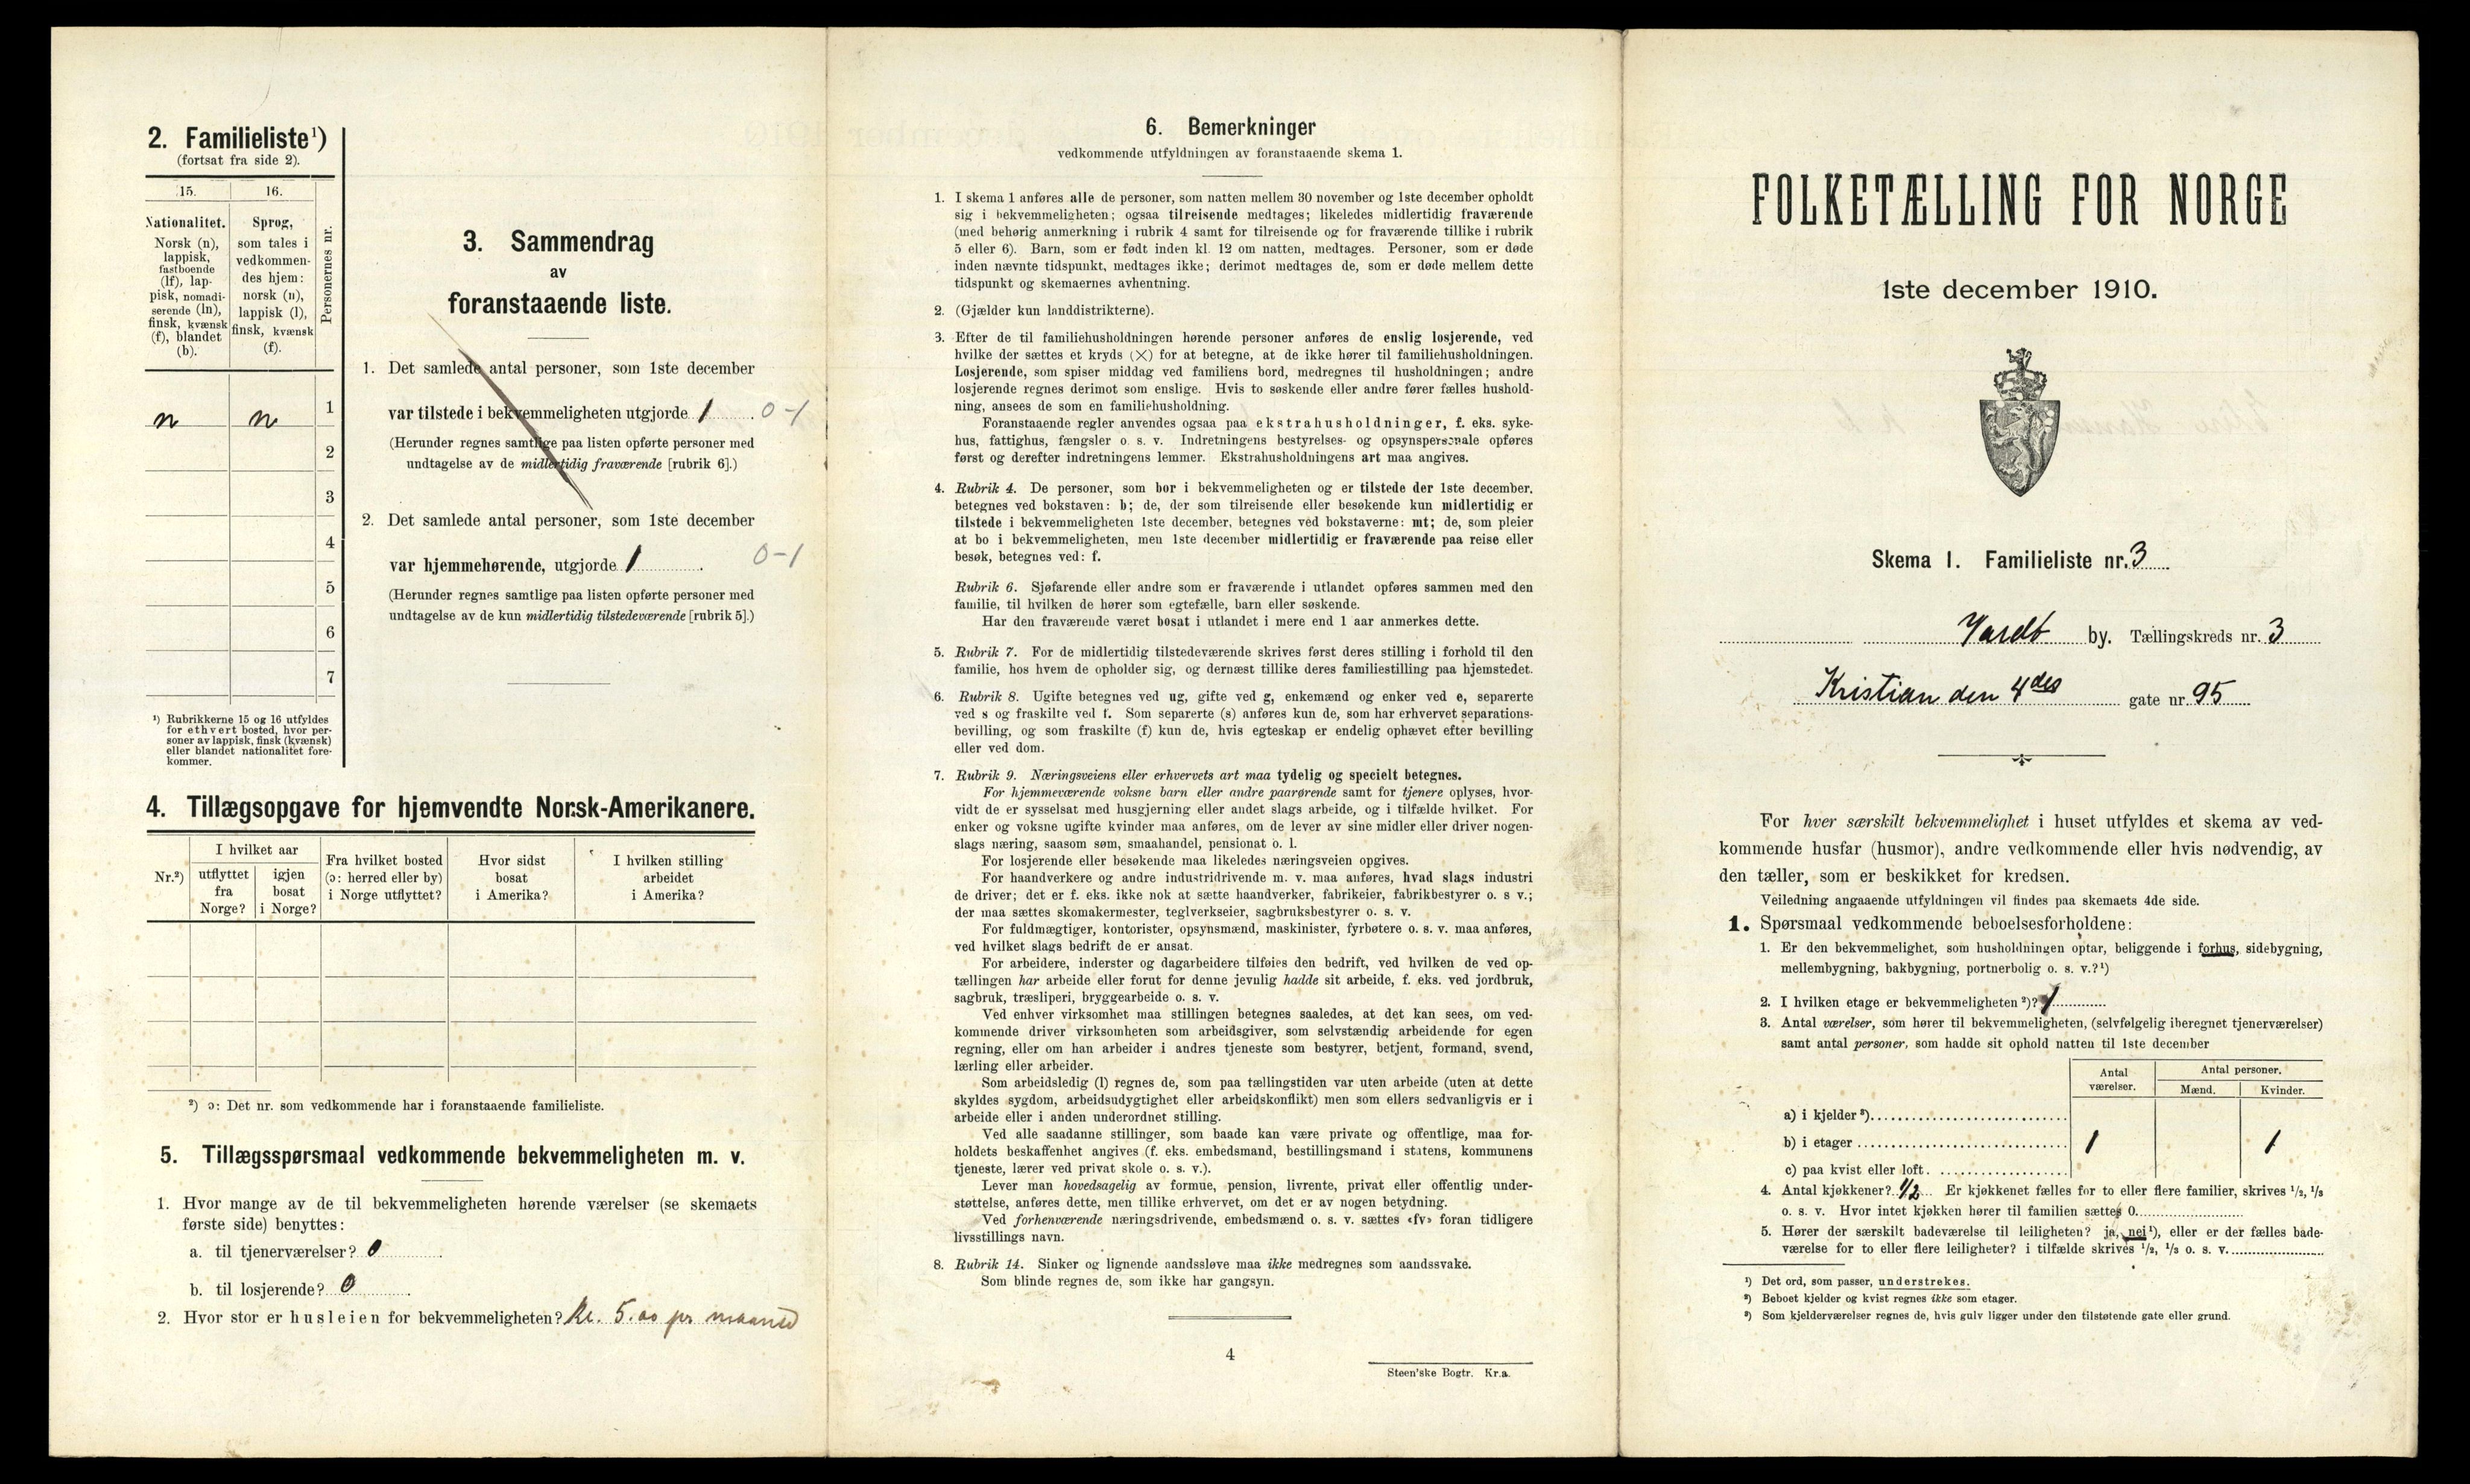 2. Familieliste¹)
(fortsat fra side 2).
15.
16.
Nationalitet.
Norsk (n),
lappisk,
fastboende
(lf), lap-
pisk, nomadi-
serende (ln),
finsk, kvænsk
(f), blandet
(b).
Sprog,
som tales i
vedkommen-
des hjem:
norsk (n),
lappisk (l),
finsk, kvænsk
(f).
Personernes nr.
n n 1
2
3
4
5
6
7
¹) Rubrikkerne 15 og 16 utfyldes
for ethvert bosted, hvor per-
soner av lappisk, finsk (kvænsk)
eller blandet nationalitet fore-
kommer.
3. Sammendrag
av
foranstaaende liste.
1. Det samlede antal personer, som 1ste december
var tilstede i bekvemmeligheten utgjorde 1 . 0-1
(Herunder regnes samtlige paa listen opførte personer med
undtagelse av de midlertidig fraværende [rubrik 6].)
2. Det samlede antal personer, som 1ste december
var hjemmehørende, utgjorde 1 . 0-1
(Herunder regnes samtlige paa listen opførte personer med
undtagelse av de kun midlertidig tilstedeværende [rubrik 5].)
4. Tillægsopgave for hjemvendte Norsk-Amerikanere.
Nr.²)
I hvilket aar
utflyttet
fra
Norge?
igjen
bosat
i Norge?
Fra hvilket bosted
(ɔ: herred eller by)
i Norge utflyttet?
Hvor sidst
bosat
i Amerika?
I hvilken stilling
arbeidet
i Amerika?
²) ɔ: Det nr. som vedkommende har i foranstaaende familieliste.
5. Tillægsspørsmaal vedkommende bekvemmeligheten m. v.
1. Hvor mange av de til bekvemmeligheten hørende værelser (se skemaets
første side) benyttes:
a. til tjenerværelser? 0 .
b. til losjerende? 0 .
2. Hvor stor er husleien for bekvemmeligheten? Kr. 5.00 pr maaned
6. Bemerkninger
vedkommende utfyldningen av foranstaaende skema 1.
1. I skema 1 anføres alle de personer, som natten mellem 30 november og 1ste december opholdt
sig i bekvemmeligheten; ogsaa tilreisende medtages; likeledes midlertidig fraværende
(med behørig anmerkning i rubrik 4 samt for tilreisende og for fraværende tillike i rubrik
5 eller 6). Barn, som er født inden kl. 12 om natten, medtages. Personer, som er døde
inden nævnte tidspunkt, medtages ikke; derimot medtages de, som er døde mellem dette
tidspunkt og skemaernes avhentning.
2. (Gjælder kun landdistrikterne).
3. Efter de til familiehusholdningen hørende personer anføres de enslig losjerende, ved
hvilke der sættes et kryds (×) for at betegne, at de ikke hører til familiehusholdningen.
Losjerende, som spiser middag ved familiens bord, medregnes til husholdningen; andre
losjerende regnes derimot som enslige. Hvis to søskende eller andre fører fælles hushold-
ning, ansees de som en familiehusholdning.
Foranstaaende regler anvendes ogsaa paa ekstrahusholdninger, f. eks. syke-
hus, fattighus, fængsler o. s. v. Indretningens bestyrelses- og opsynspersonale opføres
først og derefter indretningens lemmer. Ekstrahusholdningens art maa angives.
4. Rubrik 4. De personer, som bor i bekvemmeligheten og er tilstede der 1ste december,
betegnes ved bokstaven: b; de, der som tilreisende eller besøkende kun midlertidig er
tilstede i bekvemmeligheten 1ste december, betegnes ved bokstaverne: mt; de, som pleier
at bo i bekvemmeligheten, men 1ste december midlertidig er fraværende paa reise eller
besøk, betegnes ved: f.
Rubrik 6. Sjøfarende eller andre som er fraværende i utlandet opføres sammen med den
familie, til hvilken de hører som egtefælle, barn eller søskende.
Har den fraværende været bosat i utlandet i mere end 1 aar anmerkes dette.
5. Rubrik 7. For de midlertidig tilstedeværende skrives først deres stilling i forhold til den
familie, hos hvem de opholder sig, og dernæst tillike deres familiestilling paa hjemstedet.
6. Rubrik 8. Ugifte betegnes ved ug, gifte ved g, enkemænd og enker ved e, separerte
ved s og fraskilte ved f. Som separerte (s) anføres kun de, som har erhvervet separations-
bevilling, og som fraskilte (f) kun de, hvis egteskap er endelig ophævet efter bevilling
eller ved dom.
7. Rubrik 9. Næringsveiens eller erhvervets art maa tydelig og specielt betegnes.
For hjemmeværende voksne barn eller andre paarørende samt for tjenere oplyses, hvor-
vidt de er sysselsat med husgjerning eller andet slags arbeide, og i tilfælde hvilket. For
enker og voksne ugifte kvinder maa anføres, om de lever av sine midler eller driver nogen-
slags næring, saasom søm, smaahandel, pensionat o. l.
For losjerende eller besøkende maa likeledes næringsveien opgives.
For haandverkere og andre industridrivende m. v. maa anføres, hvad slags industri
de driver; det er f. eks. ikke nok at sætte haandverker, fabrikeier, fabrikbestyrer o. s v.;
der maa sættes skomakermester, teglverkseier, sagbruksbestyrer o. s. v.
For fuldmægtiger, kontorister, opsynsmænd, maskinister, fyrbøtere o. s. v. maa anføres,
ved hvilket slags bedrift de er ansat.
For arbeidere, inderster og dagarbeidere tilføies den bedrift, ved hvilken de ved op-
tællingen har arbeide eller forut for denne jevnlig hadde sit arbeide, f. eks. ved jordbruk,
sagbruk, træsliperi, bryggearbeide o. s. v.
Ved enhver virksomhet maa stillingen betegnes saaledes, at det kan sees, om ved-
kommende driver virksomheten som arbeidsgiver, som selvstændig arbeidende for egen
regning, eller om han arbeider i andres tjeneste som bestyrer, betjent, formand, svend,
lærling eller arbeider.
Som arbeidsledig (l) regnes de, som paa tællingstiden var uten arbeide (uten at dette
skyldes sygdom, arbeidsudygtighet eller arbeidskonflikt) men som ellers sedvanligvis er i
arbeide eller i anden underordnet stilling.
Ved alle saadanne stillinger, som baade kan være private og offentlige, maa for-
holdets beskaffenhet angives (f. eks. embedsmand, bestillingsmand i statens, kommunens
tjeneste, lærer ved privat skole o. s. v.).
Lever man hovedsagelig av formue, pension, livrente, privat eller offentlig under-
støttelse, anføres dette, men tillike erhvervet, om det er av nogen betydning.
Ved forhenværende næringsdrivende, embedsmænd o. s. v. sættes «fv» foran tidligere
livsstillings navn.
8. Rubrik 14. Sinker og lignende aandssløve maa ikke medregnes som aandssvake.
Som blinde regnes de, som ikke har gangsyn.
4
Steen'ske Bogtr. Kr.a.
FOLKETÆLLING FOR NORGE
1ste december 1910.
Skema 1. Familieliste nr. 3
Vardö by. Tællingskreds nr. 3
Kristian den 4des gate nr. 95
For hver særskilt bekvemmelighet i huset utfyldes et skema av ved-
kommende husfar (husmor), andre vedkommende eller hvis nødvendig, av
den tæller, som er beskikket for kredsen.
Veiledning angaaende utfyldningen vil findes paa skemaets 4de side.
1. Spørsmaal vedkommende beboelsesforholdene:
1. Er den bekvemmelighet, som husholdningen optar, beliggende i forhus, sidebygning,
mellembygning, bakbygning, portnerbolig o. s. v.?¹)
2. I hvilken etage er bekvemmeligheten²)? 1
3. Antal værelser, som hører til bekvemmeligheten, (selvfølgelig iberegnet tjenerværelser)
samt antal personer, som hadde sit ophold natten til 1ste december
Antal
værelser.
Antal personer.
Mænd. Kvinder.
a) i kjelder³)
b) i etager 1 1
c) paa kvist eller loft
4. Antal kjøkkener? 1/2 Er kjøkkenet fælles for to eller flere familier, skrives ¹/₂, ¹/₃
o. s. v. Hvor intet kjøkken hører til familien sættes 0.
5. Hører der særskilt badeværelse til leiligheten? ja, nei¹), eller er der fælles bade-
værelse for to eller flere leiligheter? i tilfælde skrives ¹/₂, ¹/₃ o. s. v.
¹) Det ord, som passer, understrekes.
²) Beboet kjelder og kvist regnes ikke som etager.
³) Som kjelderværelser regnes de, hvis gulv ligger under den tilstøtende gate eller grund.